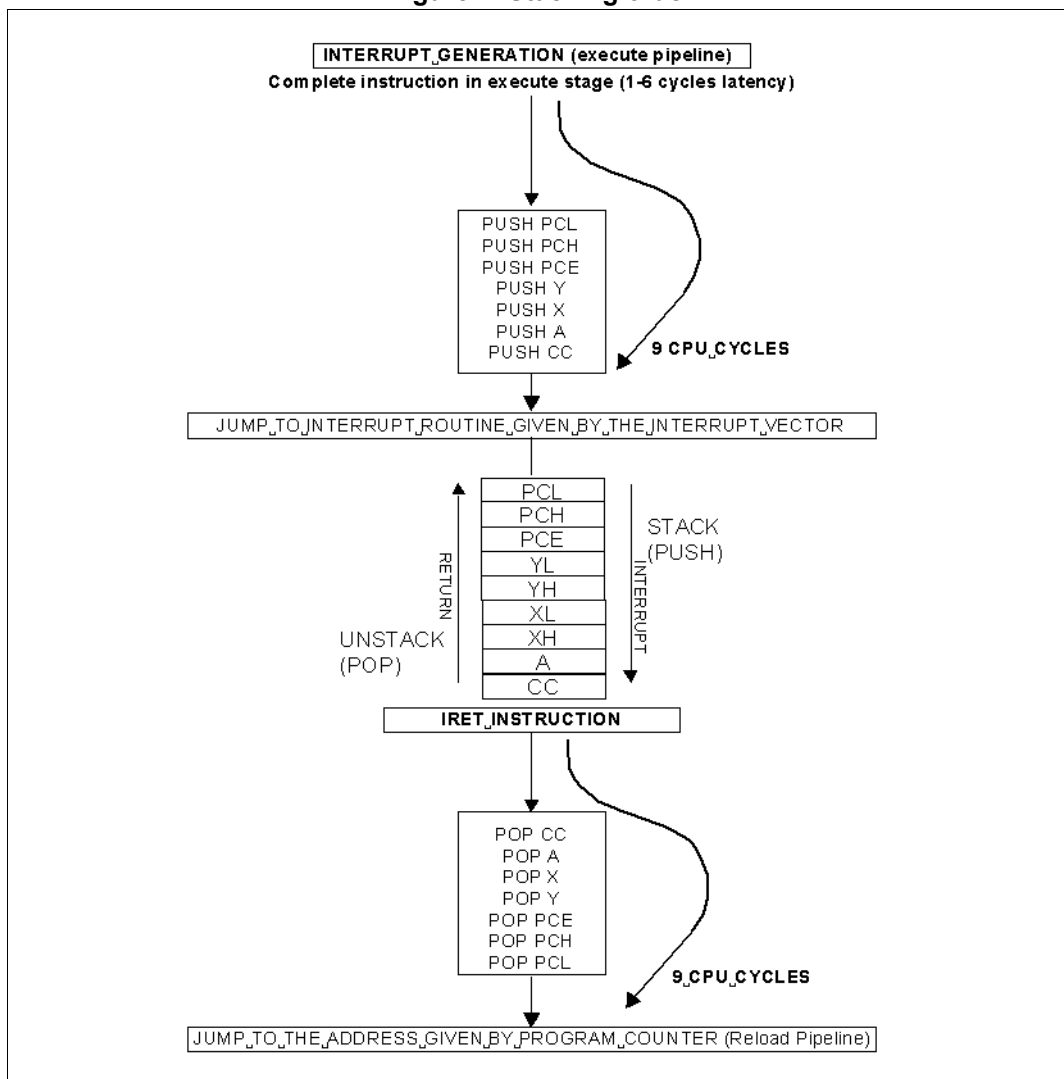 INTERRUPT␣GENERATION (execute pipeline)
Complete instruction in execute stage (1-6 cycles latency)
PUSH PCL
PUSH PCH
PUSH PCE
PUSH Y
PUSH X
PUSH A
PUSH CC
9 CPU␣CYCLES
JUMP␣TO␣INTERRUPT␣ROUTINE␣GIVEN␣BY␣THE␣INTERRUPT␣VECTOR
PCL
PCH
PCE
YL
YH
XL
XH
A
CC
RETURN
UNSTACK
(POP)
STACK
(PUSH)
INTERRUPT
IRET␣INSTRUCTION
POP CC
POP A
POP X
POP Y
POP PCE
POP PCH
POP PCL
9␣CPU␣CYCLES
JUMP␣TO␣THE␣ADDRESS␣GIVEN␣BY␣PROGRAM␣COUNTER (Reload Pipeline)